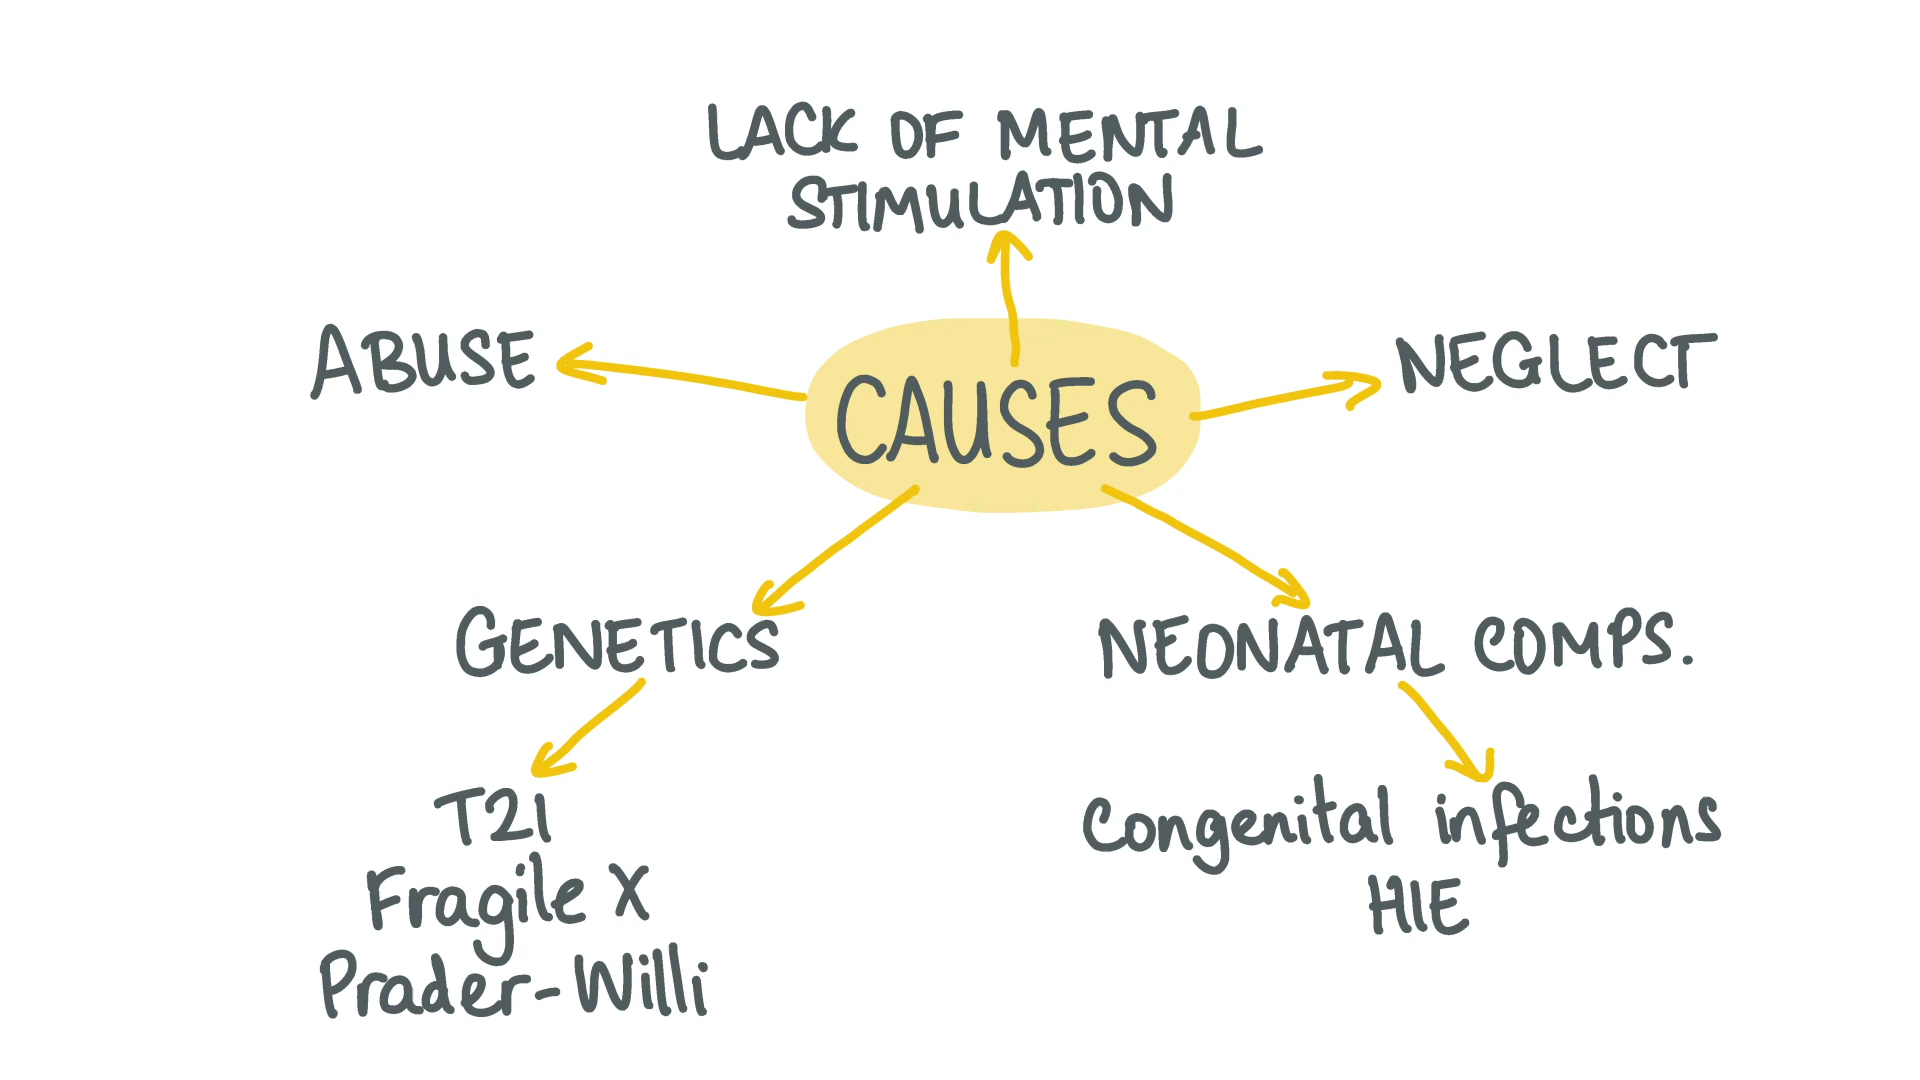 LACK OF MENTAL
STIMULATION
ABUSE
CAUSES
NEGLECT
GENETICS
NEONATAL COMPS.
T21
Fragile X
Prader-Willi
Congenital infections
HIE